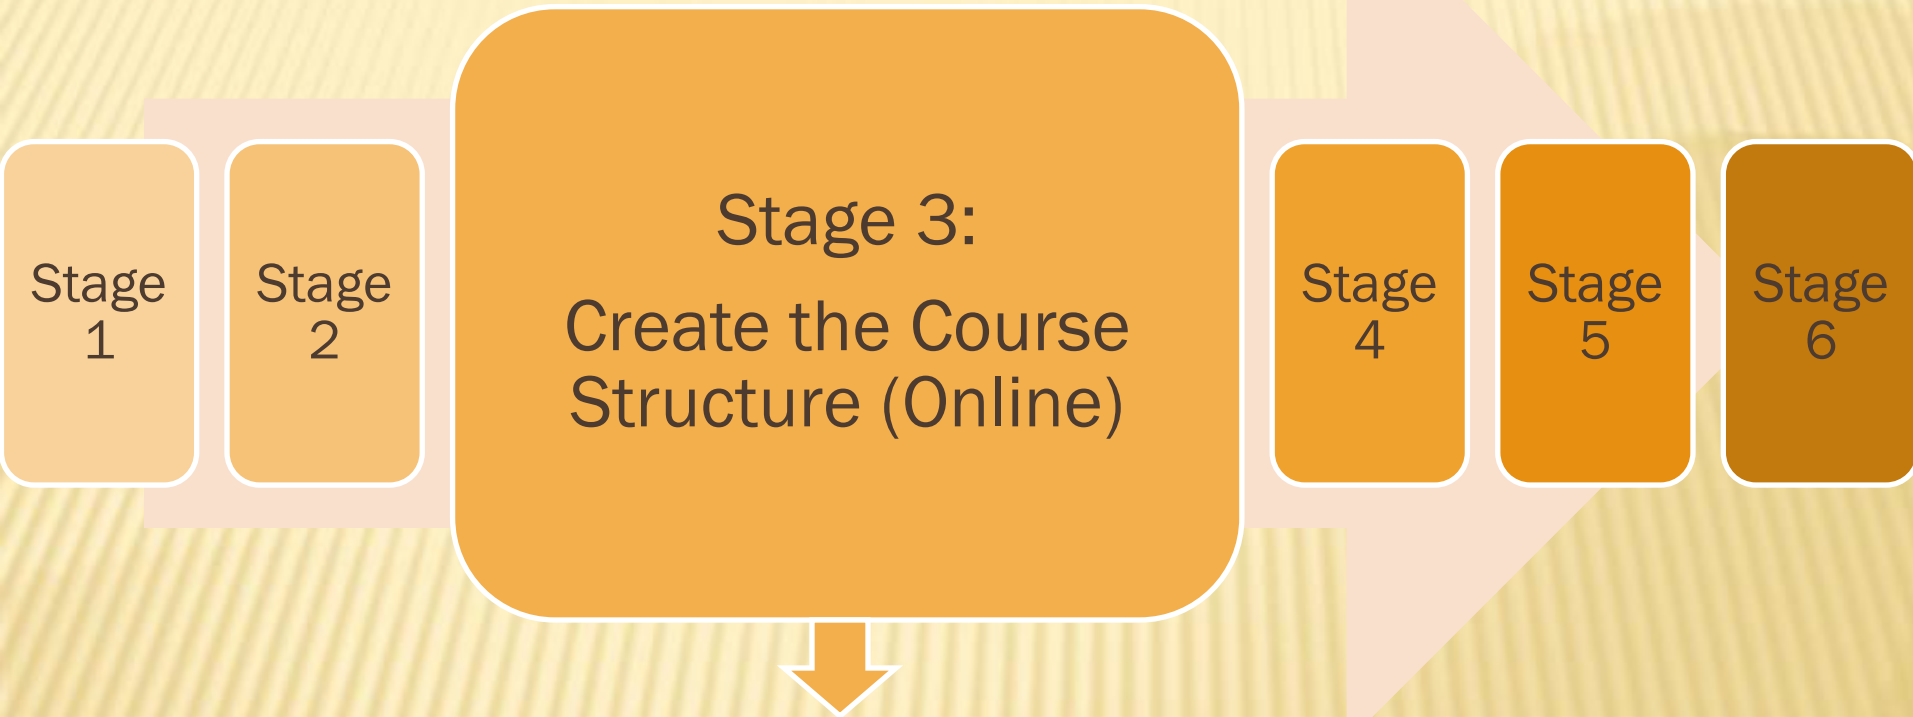 Stage
1
Stage
2
Stage 3:
Create the Course
Structure (Online)
Stage
4
Stage
5
Stage
6